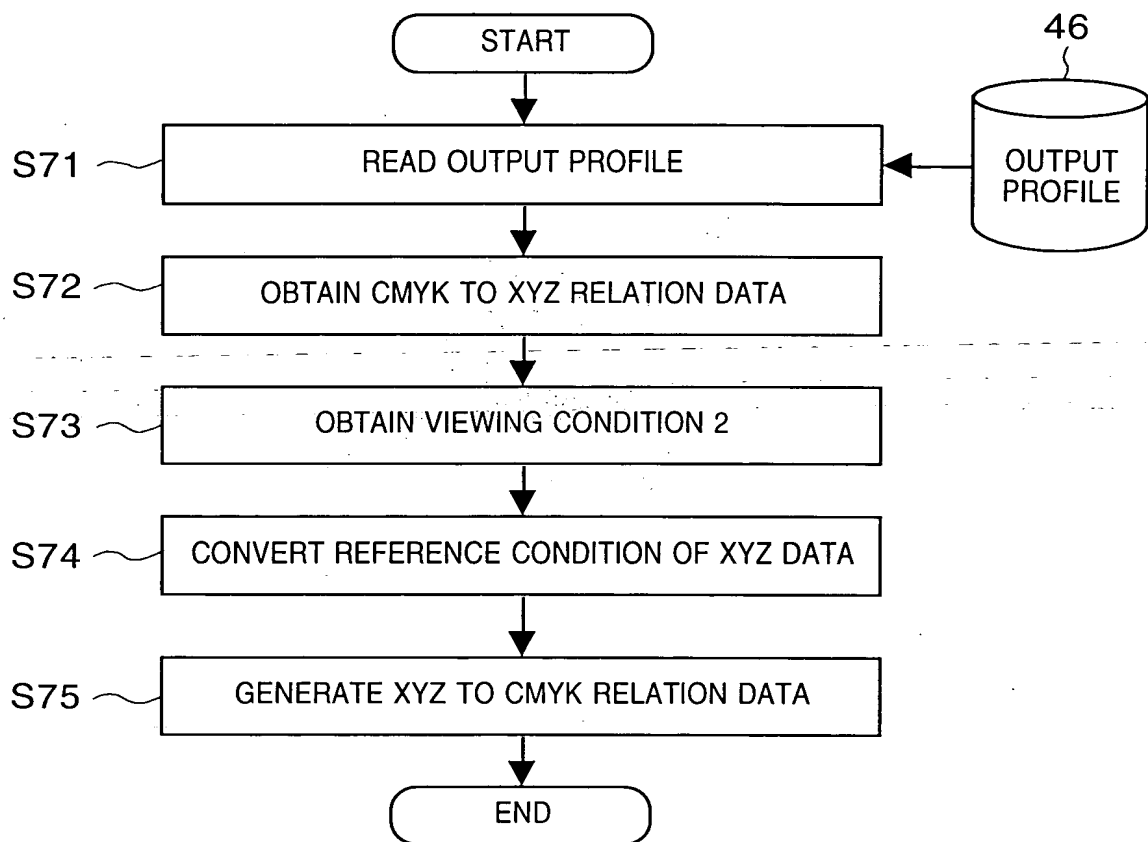 START
46
S71
READ OUTPUT PROFILE
OUTPUT
PROFILE
S72
OBTAIN CMYK TO XYZ RELATION DATA
S73
OBTAIN VIEWING CONDITION 2
S74
CONVERT REFERENCE CONDITION OF XYZ DATA
S75
GENERATE XYZ TO CMYK RELATION DATA
END